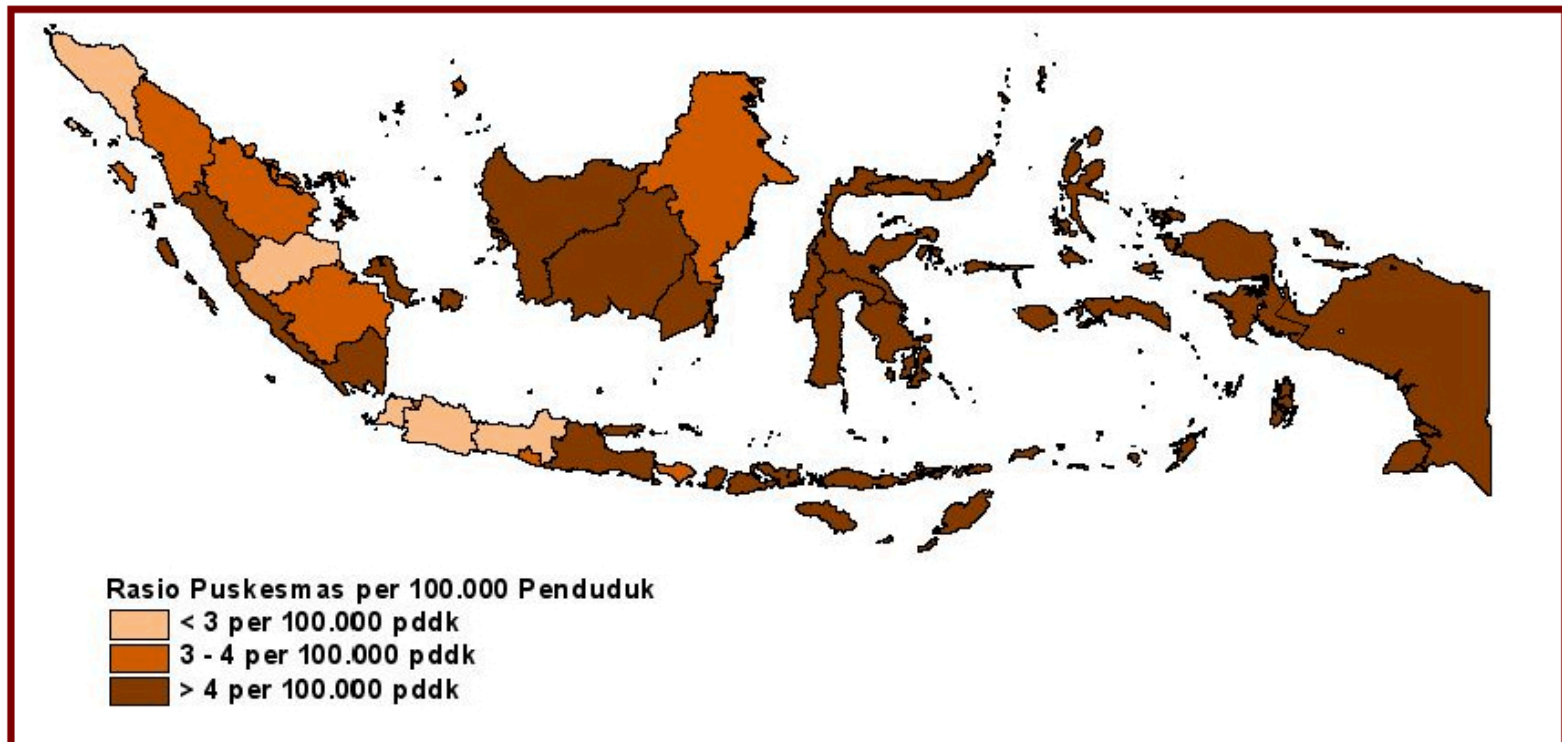 Rasio Puskesmas per 100.000 Penduduk
< 3 per 100.000 pddk
3 - 4 per 100.000 pddk
> 4 per 100.000 pddk